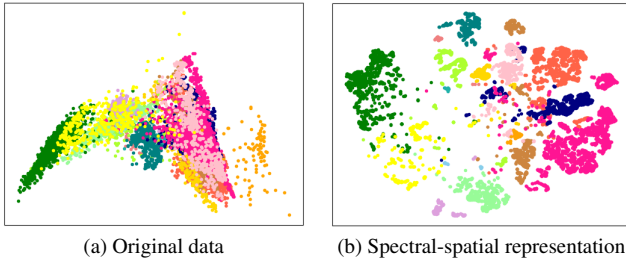 (a) Original data
(b) Spectral-spatial representation